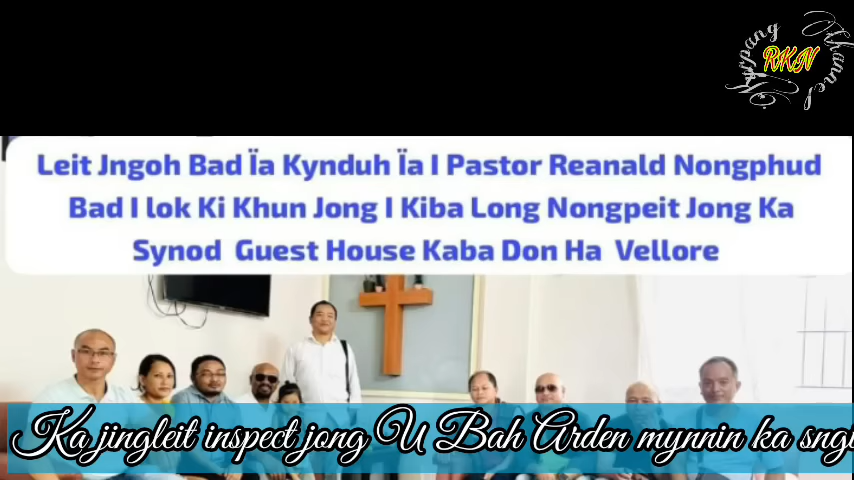 RKN
Channel
Leit Jngoh Bad Ïa Kynduh Ïa I Pastor Reanald Nongphud
Bad I lok Ki Khun Jong I Kiba Long Nongpeit Jong Ka
Synod Guest House Kaba Don Ha Vellore
Ka jingleit inspect jong U Bah Arden mynnin ka